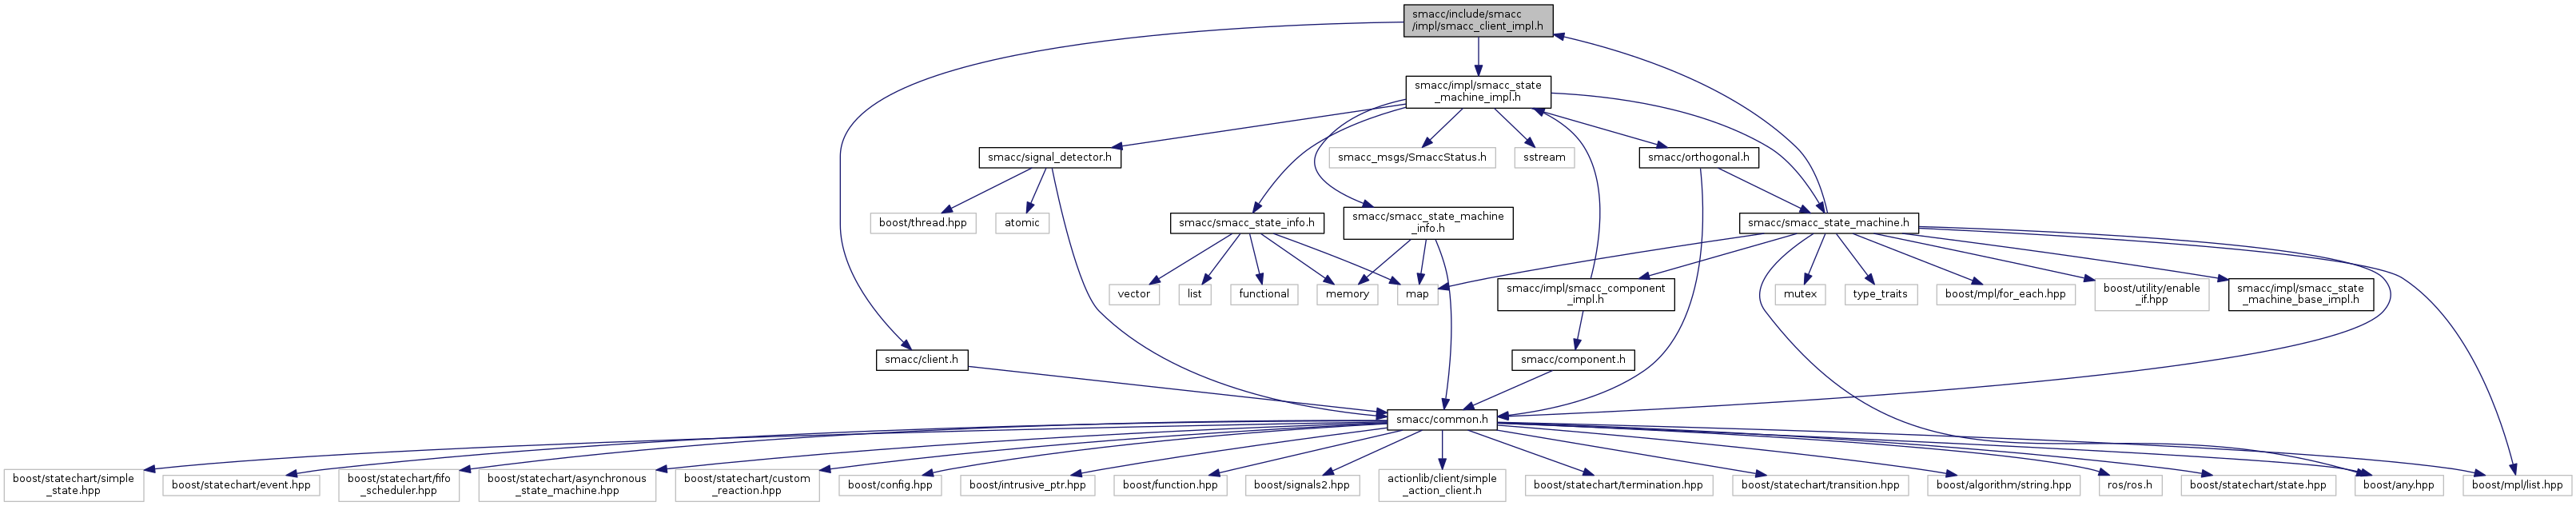 smacc/include/smacc
/impl/smacc_client_impl.h
smacc/impl/smacc_state
_machine_impl.h
smacc/signal_detector.h
smacc_msgs/SmaccStatus.h
sstream
smacc/orthogonal.h
boost/thread.hpp
atomic
smacc/smacc_state_info.h
smacc/smacc_state_machine
_info.h
smacc/smacc_state_machine.h
vector
list
functional
memory
map
smacc/impl/smacc_component
_impl.h
mutex
type_traits
boost/mpl/for_each.hpp
boost/utility/enable
_if.hpp
smacc/impl/smacc_state
_machine_base_impl.h
smacc/client.h
smacc/component.h
smacc/common.h
boost/statechart/simple
_state.hpp
boost/statechart/event.hpp
boost/statechart/fifo
_scheduler.hpp
boost/statechart/asynchronous
_state_machine.hpp
boost/statechart/custom
_reaction.hpp
boost/config.hpp
boost/intrusive_ptr.hpp
boost/function.hpp
boost/signals2.hpp
actionlib/client/simple
_action_client.h
boost/statechart/termination.hpp
boost/statechart/transition.hpp
boost/algorithm/string.hpp
ros/ros.h
boost/statechart/state.hpp
boost/any.hpp
boost/mpl/list.hpp